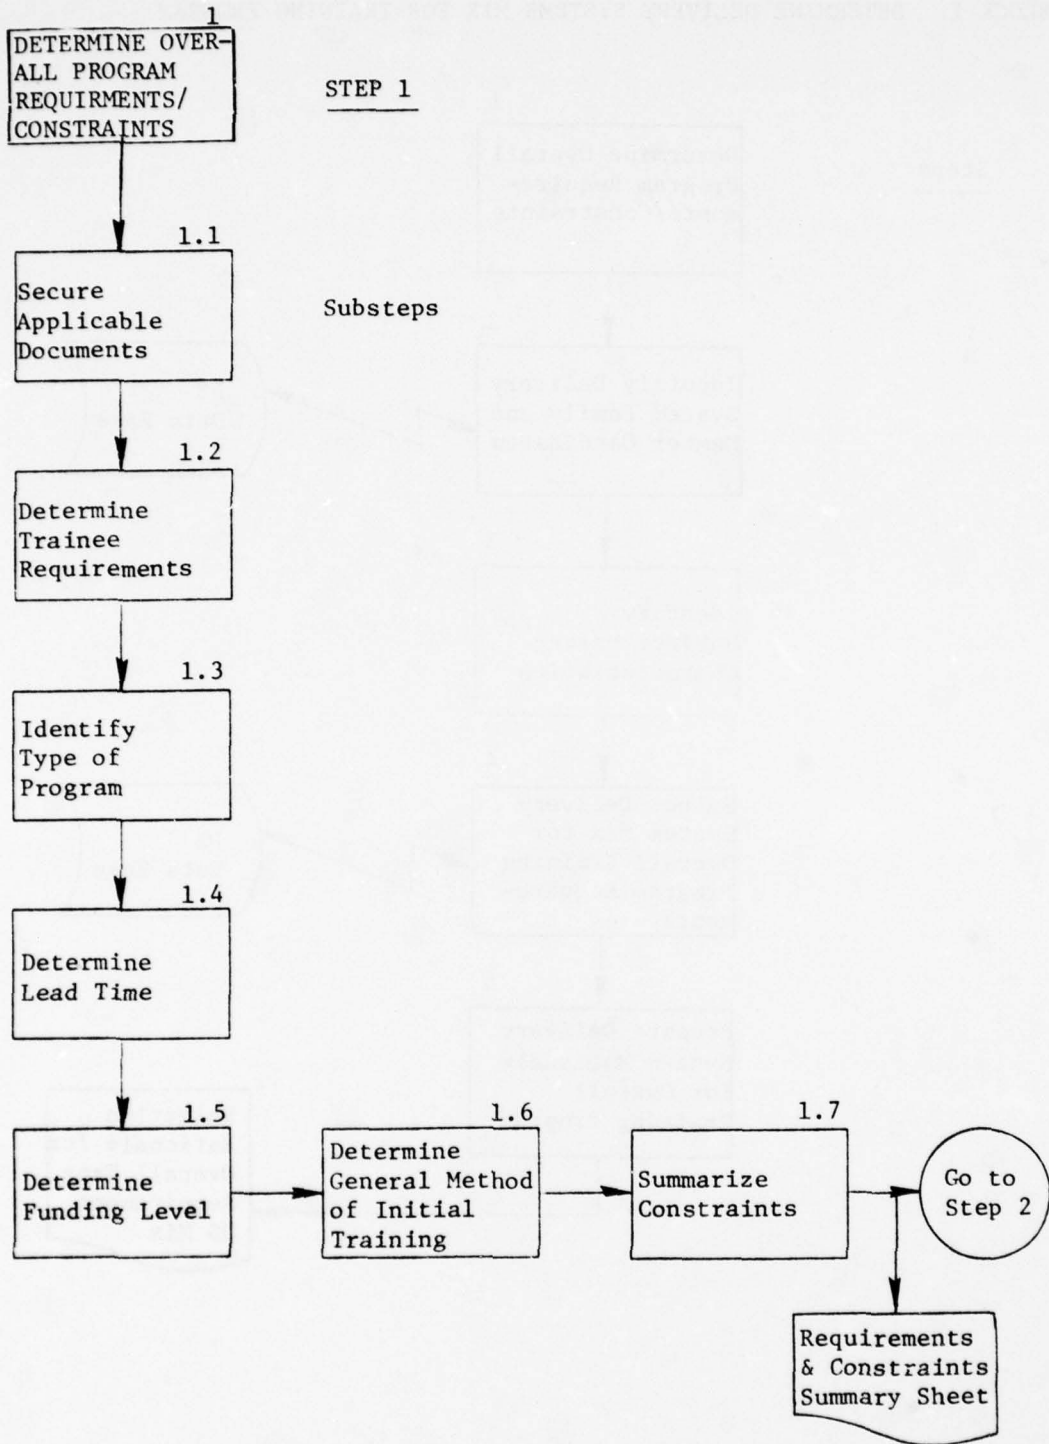 1
DETERMINE OVER-
ALL PROGRAM
REQUIRMENTS/
CONSTRAINTS
STEP 1
1.1
Secure
Applicable
Documents
Substeps
1.2
Determine
Trainee
Requirements
1.3
Identify
Type of
Program
1.4
Determine
Lead Time
1.5
Determine
Funding Level
1.6
Determine
General Method
of Initial
Training
1.7
Summarize
Constraints
Go to
Step 2
Requirements
& Constraints
Summary Sheet